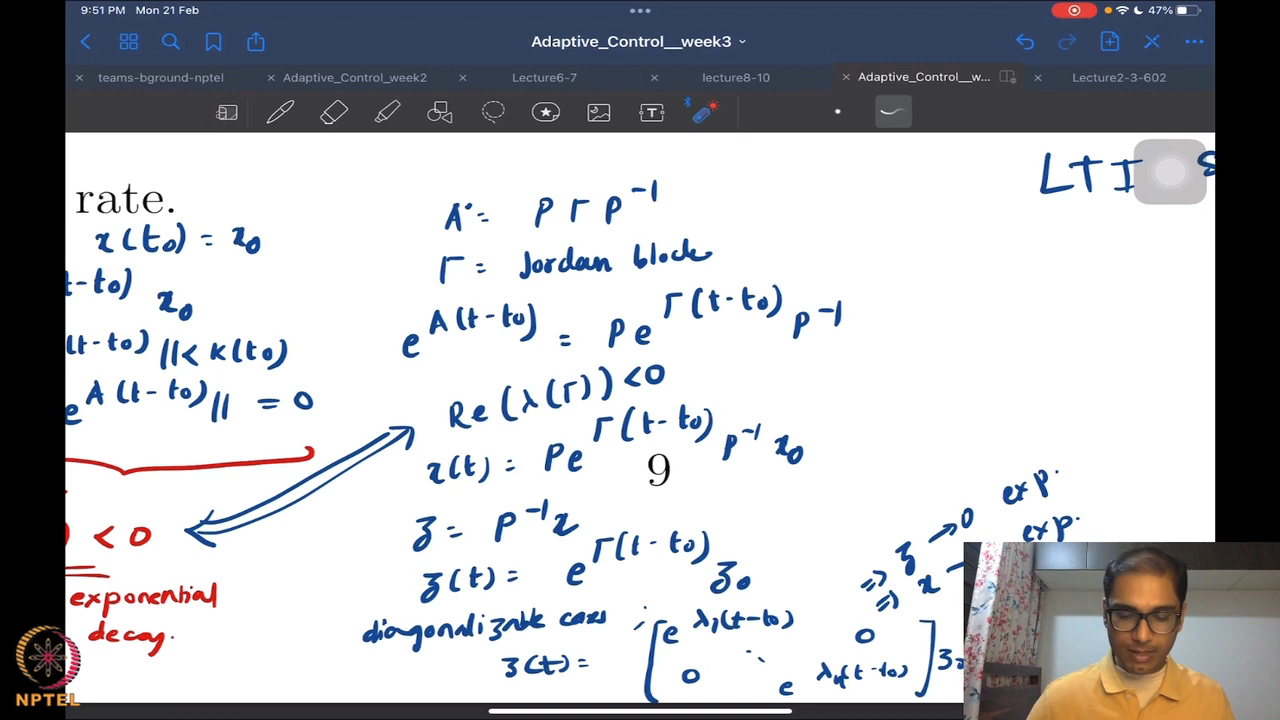 9:51 PM Mon 21 Feb
47%
Adaptive_Control__week3
teams-bground-nptel
Adaptive_Control_week2
Lecture6-7
lecture8-10
Adaptive_Control__w...
Lecture2-3-602
LTI
rate.
x(t0) = x0
t-t0) x0
(t-t0) || < K(t0)
e^A(t-t0) || = 0
) < 0
exponential
decay.
A = P Γ P^-1
Γ = Jordan block
e^A(t-t0) = P e^Γ(t-t0) P^-1
Re(λ(Γ)) < 0
x(t) = P e^Γ(t-t0) P^-1 x0
9
z = P^-1 x
z(t) = e^Γ(t-t0) z0
⇒ z → 0 exp.
⇒ x → exp.
diagonalizable case :
z(t) = [ e^λ1(t-t0) 0
0 ⋱ e^λn(t-t0) ] z0
NPTEL